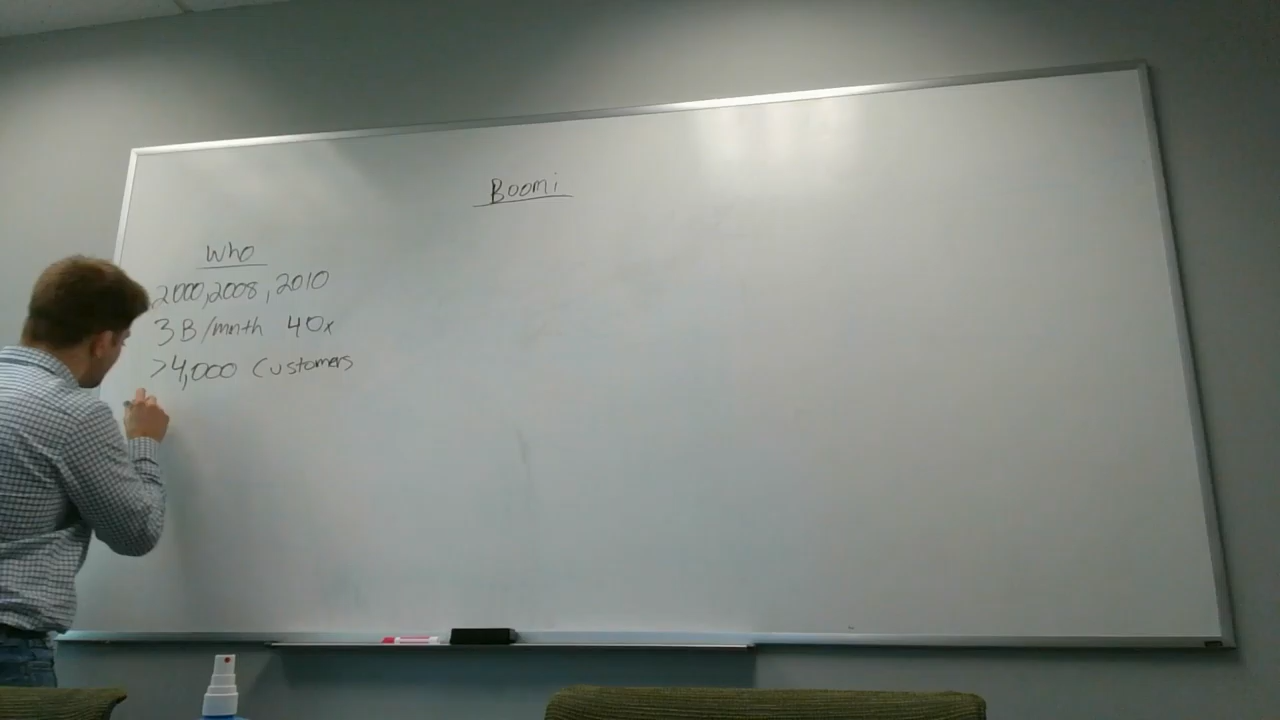 Boomi
Who
2000, 2008, 2010
3B/mnth 40x
>4,000 Customers